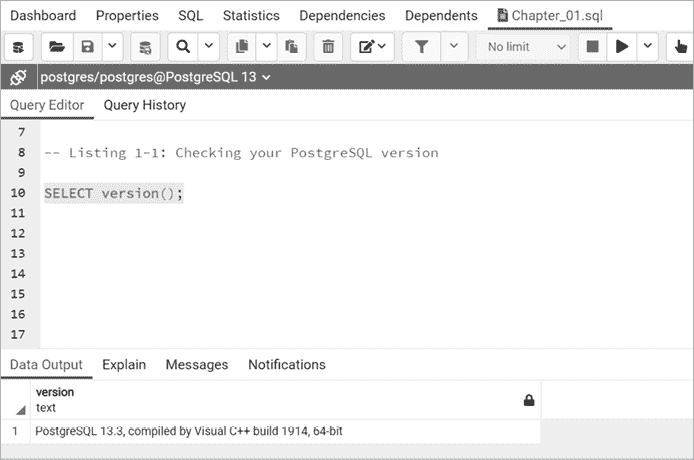 Dashboard Properties SQL Statistics Dependencies Dependents Chapter_01.sql
No limit
postgres/postgres@PostgreSQL 13
Query Editor Query History
7
8 -- Listing 1-1: Checking your PostgreSQL version
9
10 SELECT version();
11
12
13
14
15
16
17
Data Output Explain Messages Notifications
version
text
1 PostgreSQL 13.3, compiled by Visual C++ build 1914, 64-bit